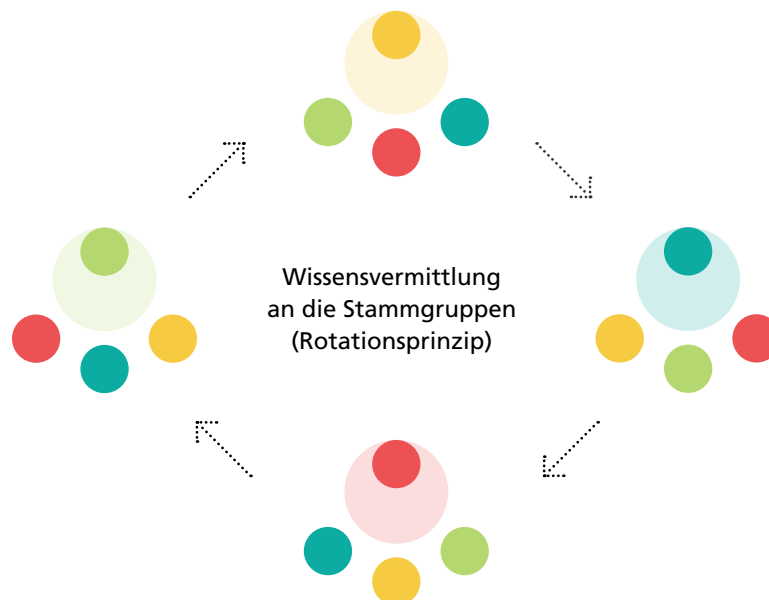 Wissensvermittlung
an die Stammgruppen
(Rotationsprinzip)